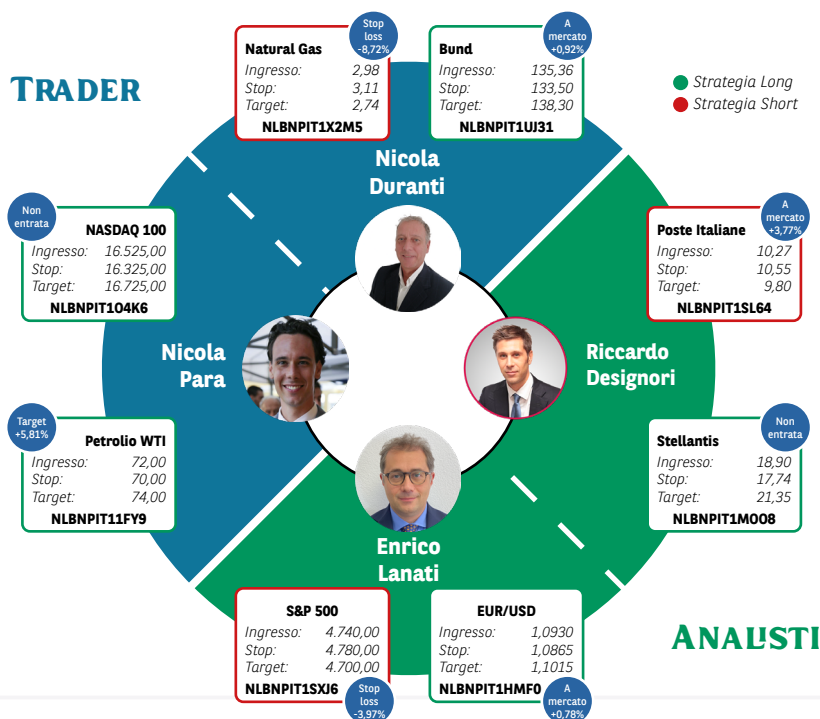 TRADER
Natural Gas
Stop
loss
-8,72%
Ingresso: 2,98
Stop: 3,11
Target: 2,74
NLBNPIT1X2M5
Bund
A
mercato
+0,92%
Ingresso: 135,36
Stop: 133,50
Target: 138,30
NLBNPIT1UJ31
Strategia Long
Strategia Short
Nicola
Duranti
Non
entrata
NASDAQ 100
Ingresso: 16.525,00
Stop: 16.325,00
Target: 16.725,00
NLBNPIT1O4K6
A
mercato
+3,77%
Poste Italiane
Ingresso: 10,27
Stop: 10,55
Target: 9,80
NLBNPIT1SL64
Nicola
Para
Riccardo
Designori
Target
+5,81%
Petrolio WTI
Ingresso: 72,00
Stop: 70,00
Target: 74,00
NLBNPIT11FY9
Non
entrata
Stellantis
Ingresso: 18,90
Stop: 17,74
Target: 21,35
NLBNPIT1MOO8
Enrico
Lanati
S&P 500
Ingresso: 4.740,00
Stop: 4.780,00
Target: 4.700,00
NLBNPIT1SXJ6
Stop
loss
-3,97%
EUR/USD
Ingresso: 1,0930
Stop: 1,0865
Target: 1,1015
NLBNPIT1HMF0
A
mercato
+0,78%
ANALISTI